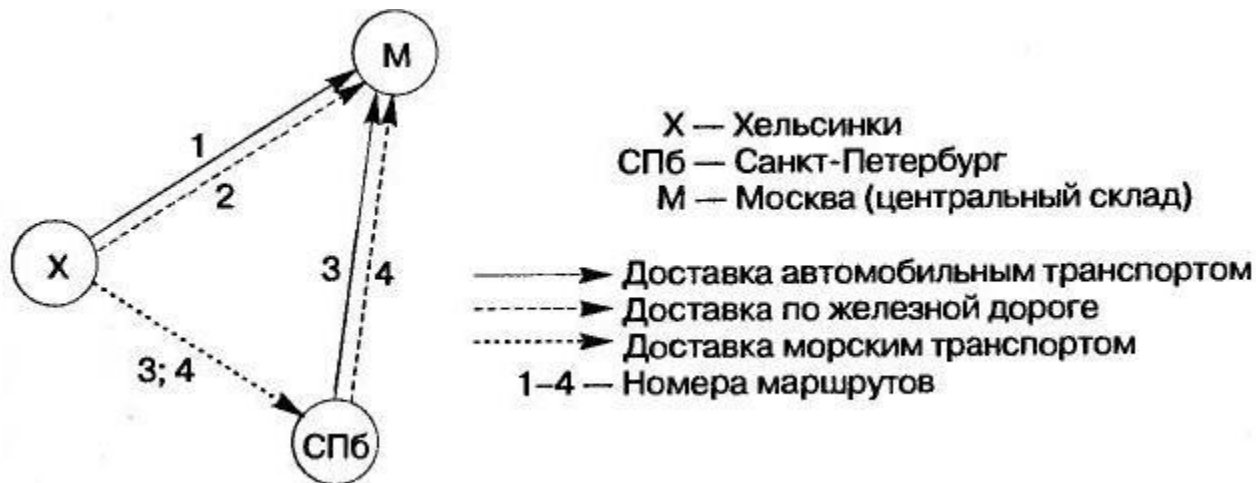 М
1
2
Х
3
4
3; 4
СПб
Х — Хельсинки
СПб — Санкт-Петербург
М — Москва (центральный склад)
Доставка автомобильным транспортом
Доставка по железной дороге
Доставка морским транспортом
1–4 — Номера маршрутов